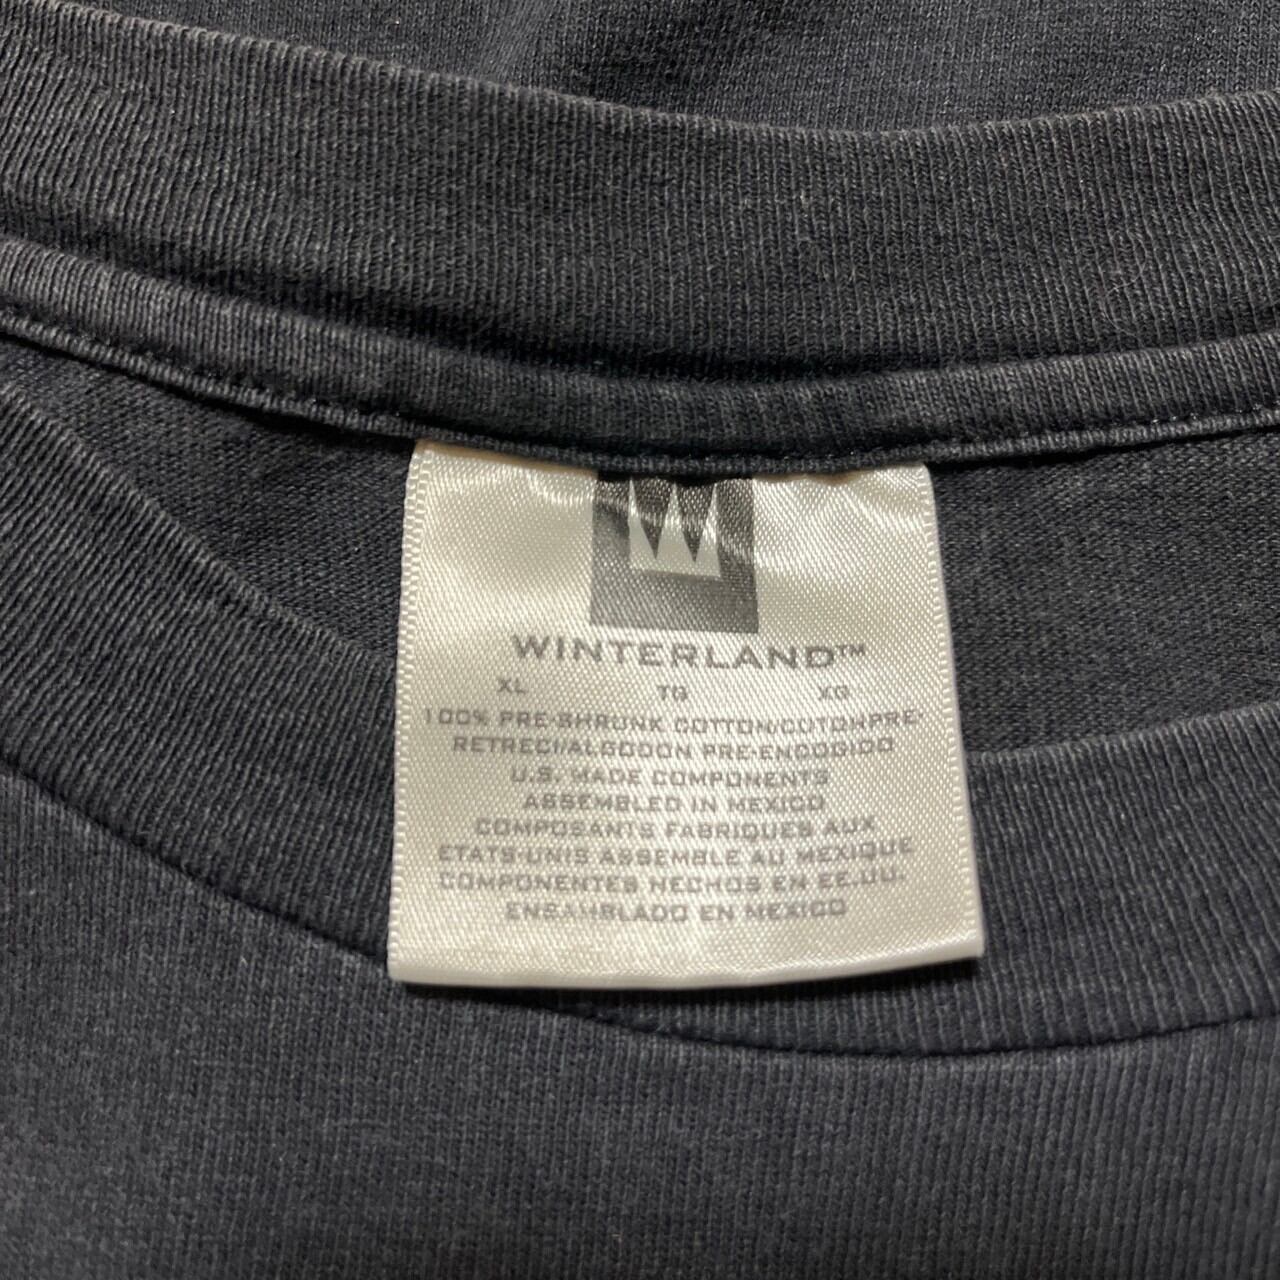 W
WINTERLAND™
XL TG XG
100% PRE-SHRUNK COTTON/COTON PRE-
RETRECI/ALGODON PRE-ENCOGIDO
U.S. MADE COMPONENTS
ASSEMBLED IN MEXICO
COMPOSANTS FABRIQUES AUX
ETATS-UNIS ASSEMBLE AU MEXIQUE
COMPONENTES HECHOS EN EE.UU.
ENSAMBLADO EN MEXICO